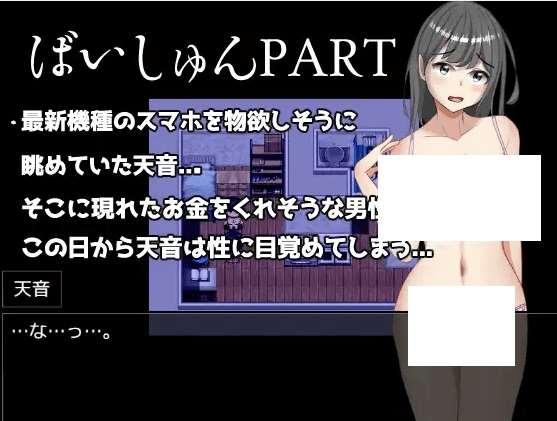 ばいしゅんPART
・最新機種のスマホを物欲しそうに
眺めていた天音...
そこに現れたお金をくれそうな男性
この日から天音は性に目覚めてしまう...
天音
…な…っ…。